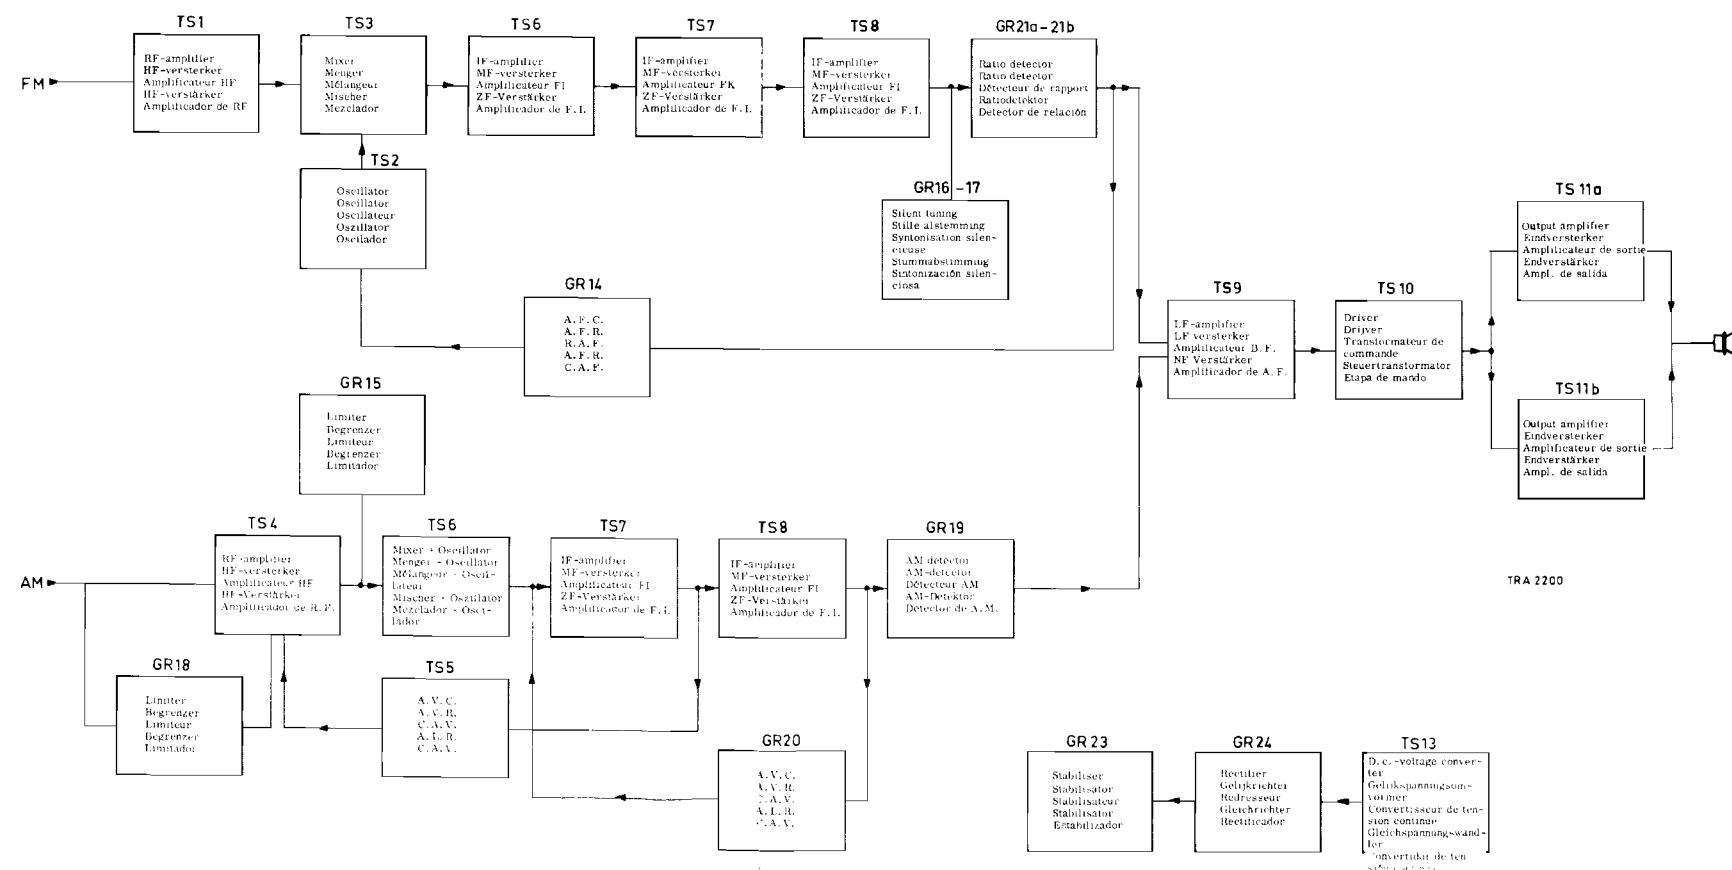 FM
TS1
RF-amplifier
HF-versterker
Amplificateur HF
HF-verstärker
Amplificador de RF
TS3
Mixer
Menger
Mélangeur
Mischer
Mezclador
TS6
IF-amplifier
MF-versterker
Amplificateur FI
ZF-Verstärker
Amplificador de F.I.
TS7
IF-amplifier
MF-versterker
Amplificateur FK
ZF-Verstärker
Amplificador de F.I.
TS8
IF-amplifier
MF-versterker
Amplificateur FI
ZF-Verstärker
Amplificador de F.I.
GR21a-21b
Ratio detector
Ratio detector
Détecteur de rapport
Ratiodetektor
Detector de relación
TS2
Oscillator
Oscillator
Oscillateur
Oszillator
Oscilador
GR16-17
Silent tuning
Stille afstemming
Syntonisation silen-
cieuse
Stummabstimmung
Sintonización silen-
ciosa
GR14
A.F.C.
A.F.R.
R.A.F.
A.F.R.
C.A.F.
TS9
LF-amplifier
LF versterker
Amplificateur B.F.
NF Verstärker
Amplificador de A.F.
TS10
Driver
Drijver
Transformateur de
commande
Steuertransformator
Etapa de mando
TS11a
Output amplifier
Eindversterker
Amplificateur de sortie
Endverstärker
Ampl. de salida
TS11b
Output amplifier
Eindversterker
Amplificateur de sortie
Endverstärker
Ampl. de salida
GR15
Limiter
Begrenzer
Limiteur
Begrenzer
Limitador
AM
TS4
RF-amplifier
HF-versterker
Amplificateur HF
HF-Verstärker
Amplificador de R.F.
TS6
Mixer + Oscillator
Menger + Oscillator
Mélangeur + Oscil-
lateur
Mischer + Oszillator
Mezclador + Osci-
lador
TS7
IF-amplifier
MF-versterker
Amplificateur FI
ZF-Verstärker
Amplificador de F.I.
TS8
IF-amplifier
MF-versterker
Amplificateur FI
ZF-Verstärker
Amplificador de F.I.
GR19
AM detector
AM-detector
Détecteur AM
AM-Detektor
Detector de A.M.
TRA 2200
GR18
Limiter
Begrenzer
Limiteur
Begrenzer
Limitador
TS5
A.V.C.
A.V.R.
C.A.V.
A.L.R.
C.A.V.
GR20
A.V.C.
A.V.R.
C.A.V.
A.L.R.
C.A.V.
GR23
Stabiliser
Stabilisator
Stabilisateur
Stabilisator
Estabilizador
GR24
Rectifier
Gelijkrichter
Redresseur
Gleichrichter
Rectificador
TS13
D.c.-voltage conver-
ter
Gelijkspanningsom-
vormer
Convertisseur de ten-
sion continue
Gleichspannungswand-
ler
Convertidor de ten